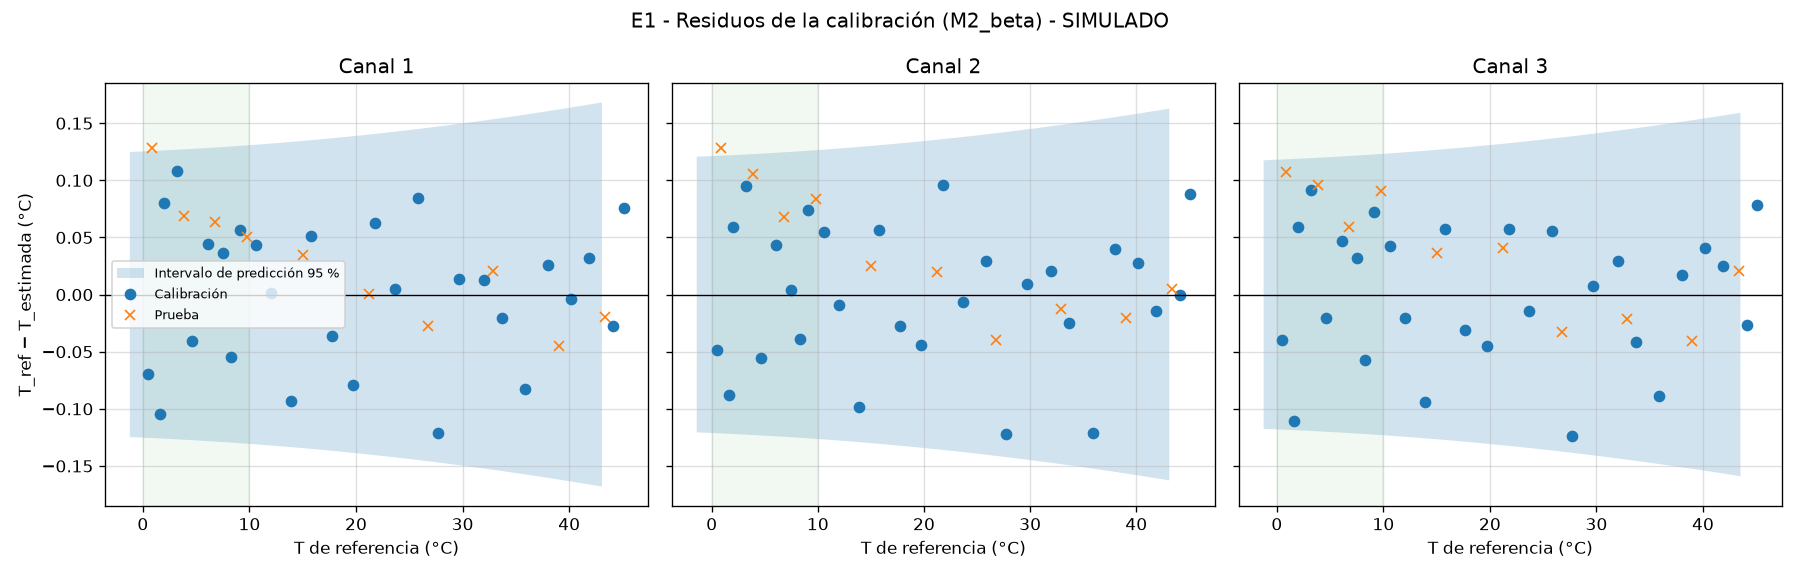 E1 - Residuos de la calibración (M2_beta) - SIMULADO
Canal 1
Canal 2
Canal 3
T_ref − T_estimada (°C)
0.15
0.10
0.05
0.00
−0.05
−0.10
−0.15
Intervalo de predicción 95 %
Calibración
Prueba
0 10 20 30 40
0 10 20 30 40
0 10 20 30 40
T de referencia (°C)
T de referencia (°C)
T de referencia (°C)